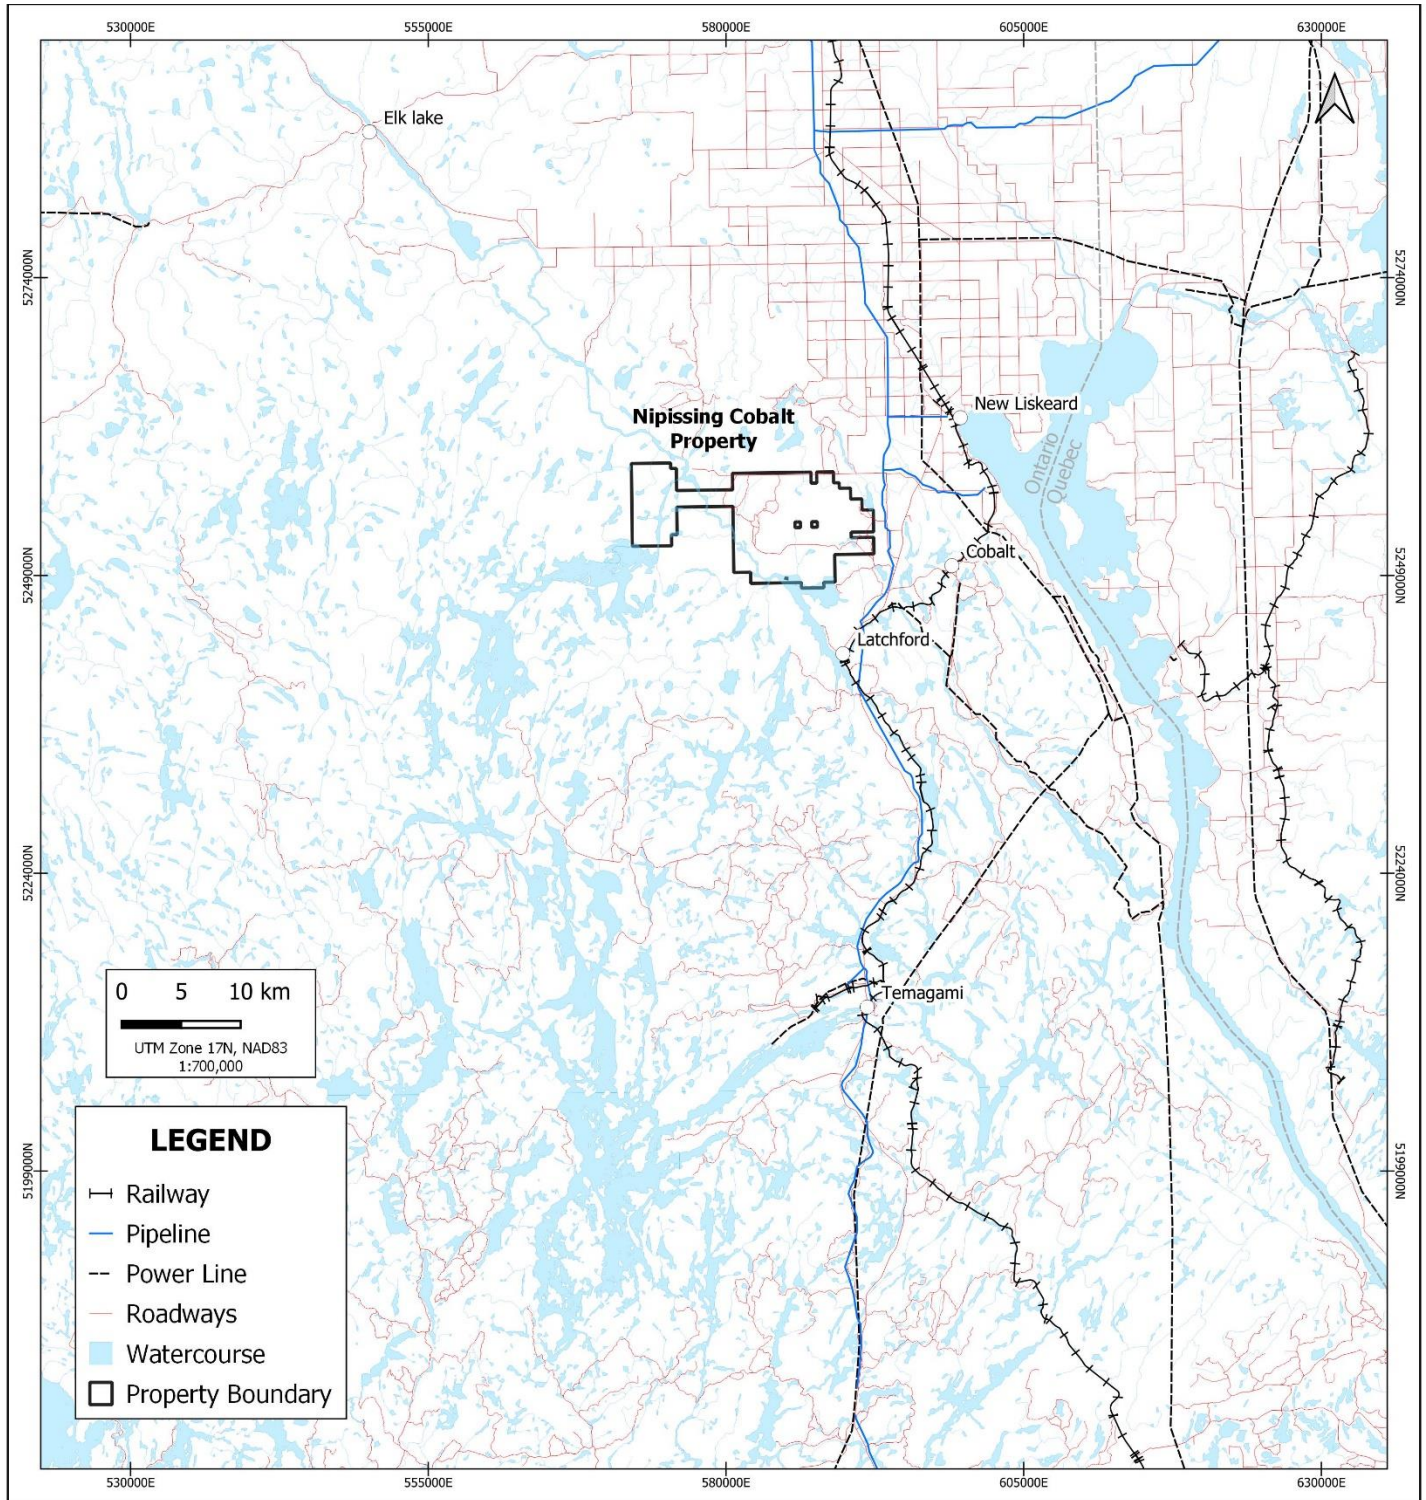 530000E
555000E
580000E
605000E
630000E
Elk lake
5274000N
5274000N
New Liskeard
Nipissing Cobalt
Property
Ontario
Quebec
Cobalt
5249000N
5249000N
Latchford
5224000N
5224000N
Temagami
0 5 10 km
UTM Zone 17N, NAD83
1:700,000
LEGEND
Railway
Pipeline
Power Line
Roadways
Watercourse
Property Boundary
5199000N
5199000N
530000E
555000E
580000E
605000E
630000E